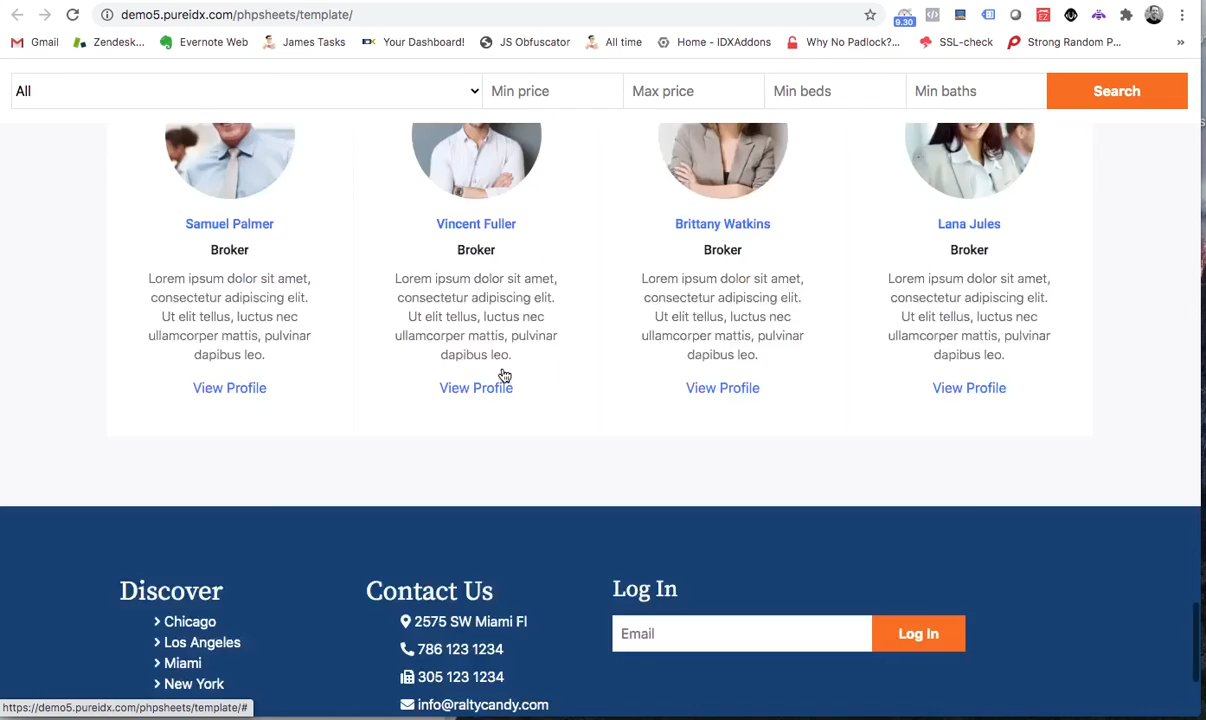 demo5.pureidx.com/phpsheets/template/
9.30
EZ
Gmail
Zendesk...
Evernote Web
James Tasks
Your Dashboard!
JS Obfuscator
All time
Home - IDXAddons
Why No Padlock?...
SSL-check
Strong Random P...
»
All
Min price
Max price
Min beds
Min baths
Search
Samuel Palmer
Broker
Lorem ipsum dolor sit amet,
consectetur adipiscing elit.
Ut elit tellus, luctus nec
ullamcorper mattis, pulvinar
dapibus leo.
View Profile
Vincent Fuller
Broker
Lorem ipsum dolor sit amet,
consectetur adipiscing elit.
Ut elit tellus, luctus nec
ullamcorper mattis, pulvinar
dapibus leo.
View Profile
Brittany Watkins
Broker
Lorem ipsum dolor sit amet,
consectetur adipiscing elit.
Ut elit tellus, luctus nec
ullamcorper mattis, pulvinar
dapibus leo.
View Profile
Lana Jules
Broker
Lorem ipsum dolor sit amet,
consectetur adipiscing elit.
Ut elit tellus, luctus nec
ullamcorper mattis, pulvinar
dapibus leo.
View Profile
Discover
Chicago
Los Angeles
Miami
New York
Contact Us
2575 SW Miami Fl
786 123 1234
305 123 1234
info@raltycandy.com
Log In
Email
Log In
https://demo5.pureidx.com/phpsheets/template/#